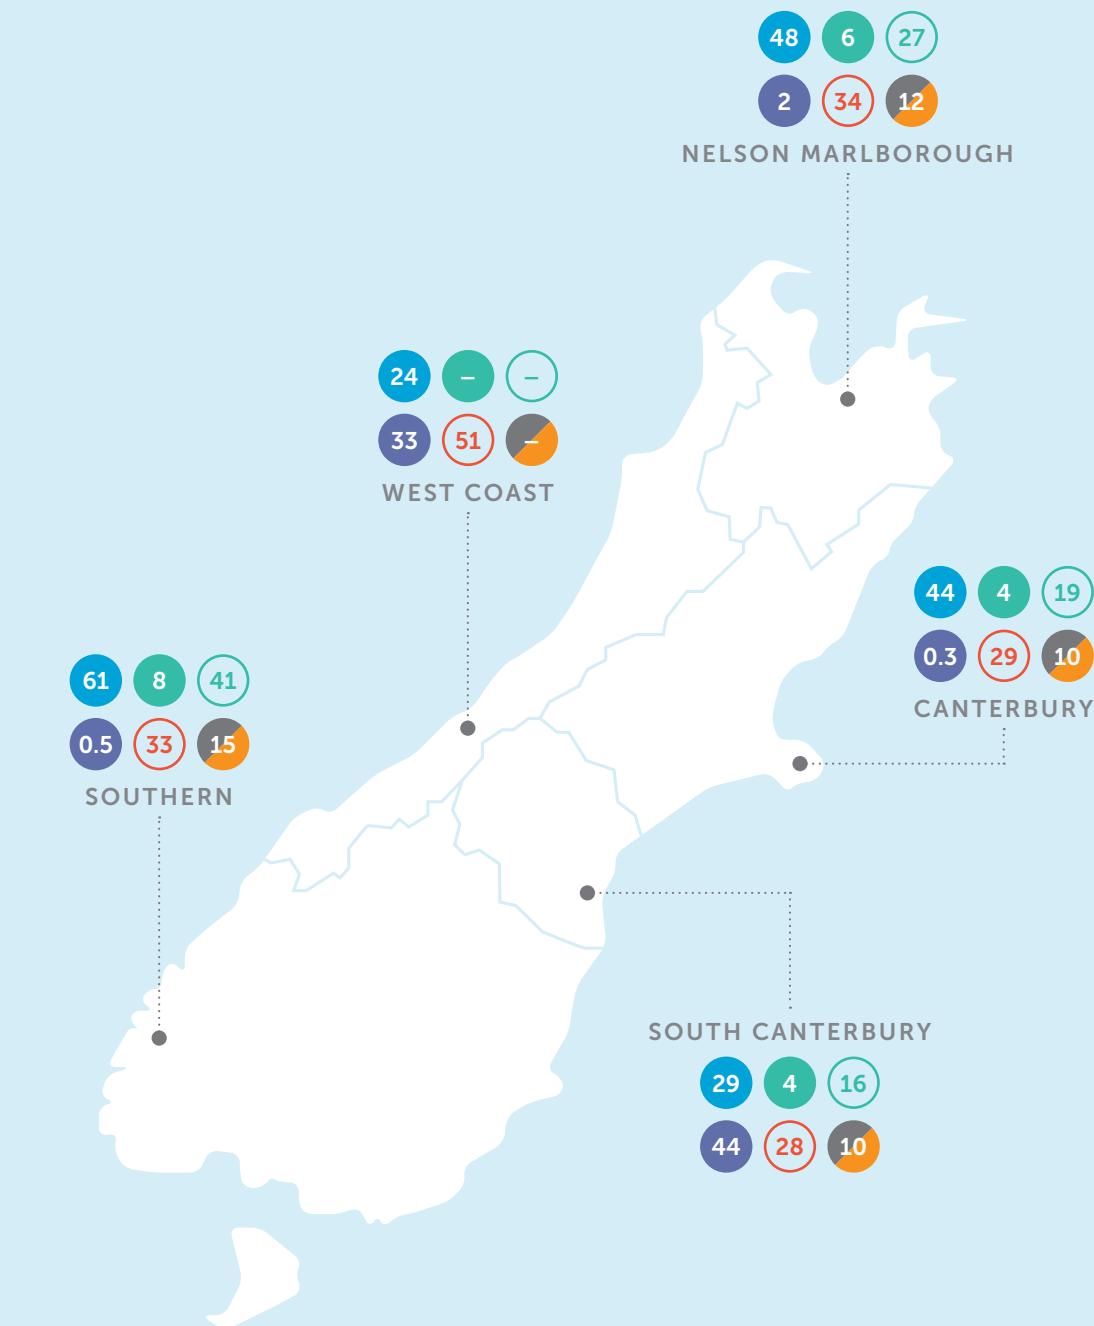 48 6 27
2 34 12
NELSON MARLBOROUGH
24 – –
33 51 –
WEST COAST
44 4 19
0.3 29 10
CANTERBURY
61 8 41
0.5 33 15
SOUTHERN
SOUTH CANTERBURY
29 4 16
44 28 10